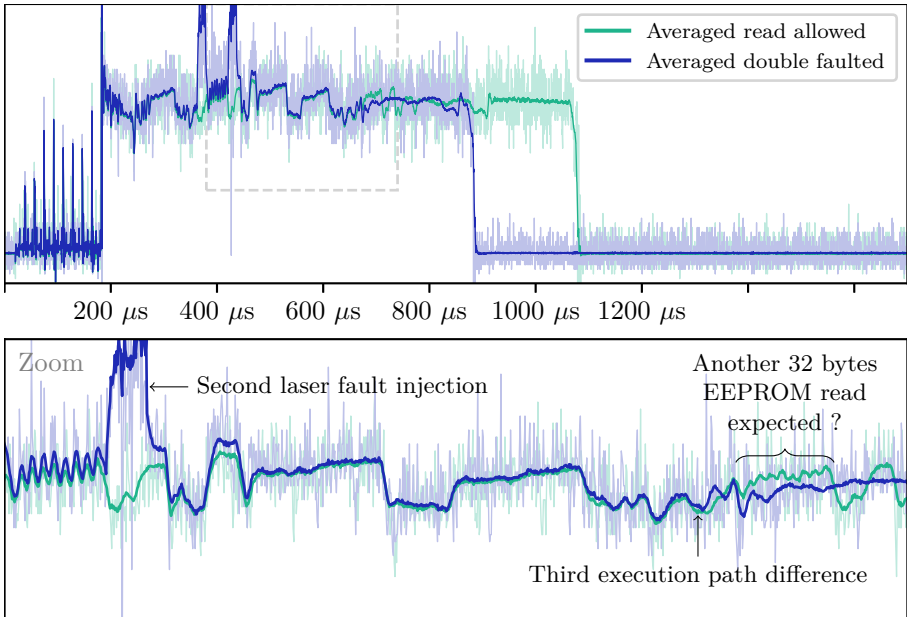 Averaged read allowed
Averaged double faulted
200 μs
400 μs
600 μs
800 μs
1000 μs
1200 μs
Zoom
Second laser fault injection
Another 32 bytes
EEPROM read
expected ?
Third execution path difference